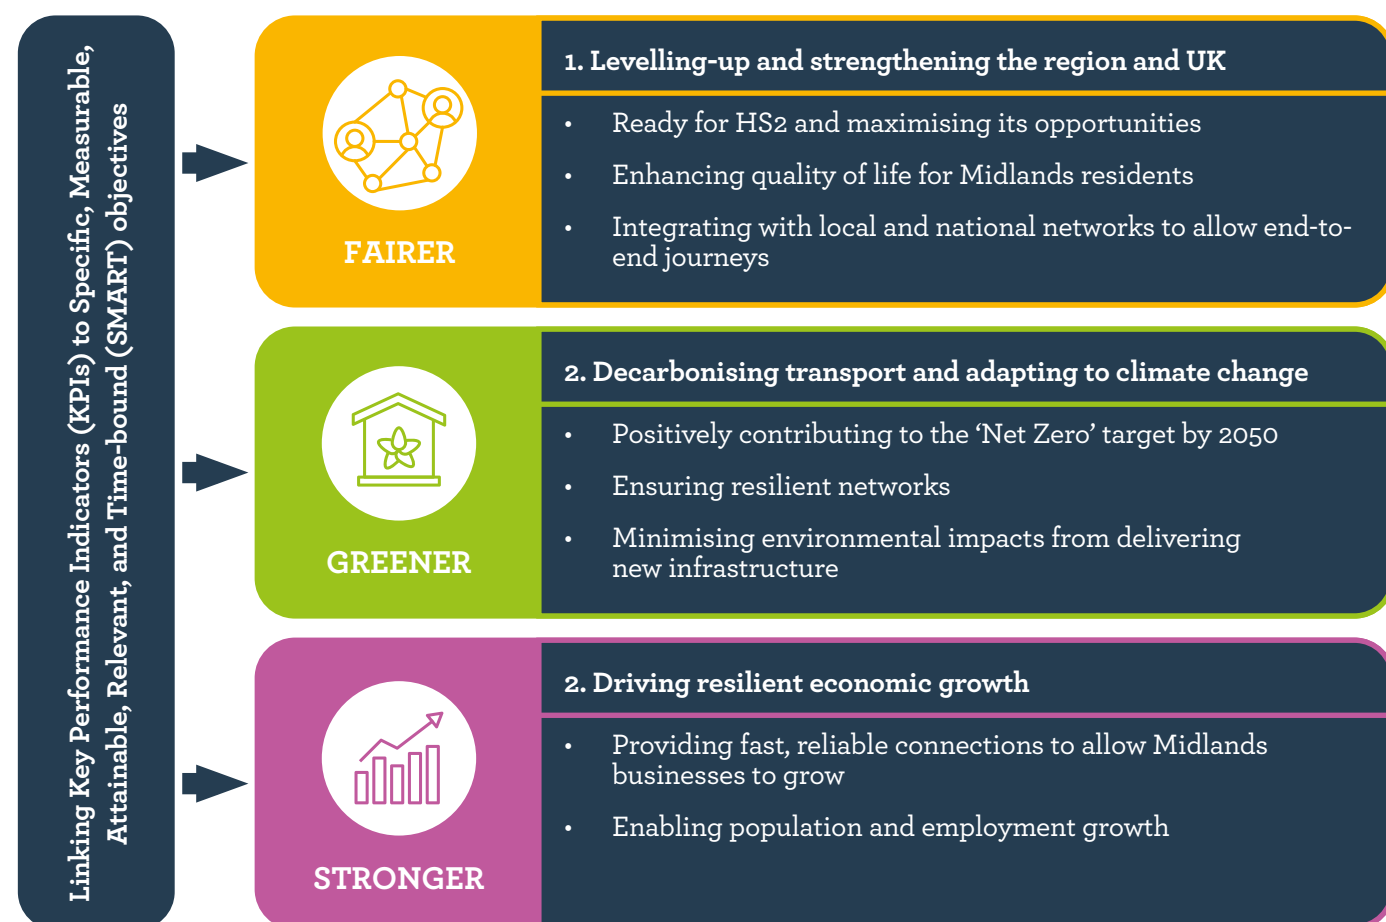 Linking Key Performance Indicators (KPIs) to Specific, Measurable,
Attainable, Relevant, and Time-bound (SMART) objectives
FAIRER
1. Levelling-up and strengthening the region and UK
• Ready for HS2 and maximising its opportunities
• Enhancing quality of life for Midlands residents
• Integrating with local and national networks to allow end-to-
end journeys
GREENER
2. Decarbonising transport and adapting to climate change
• Positively contributing to the ‘Net Zero’ target by 2050
• Ensuring resilient networks
• Minimising environmental impacts from delivering
new infrastructure
STRONGER
2. Driving resilient economic growth
• Providing fast, reliable connections to allow Midlands
businesses to grow
• Enabling population and employment growth